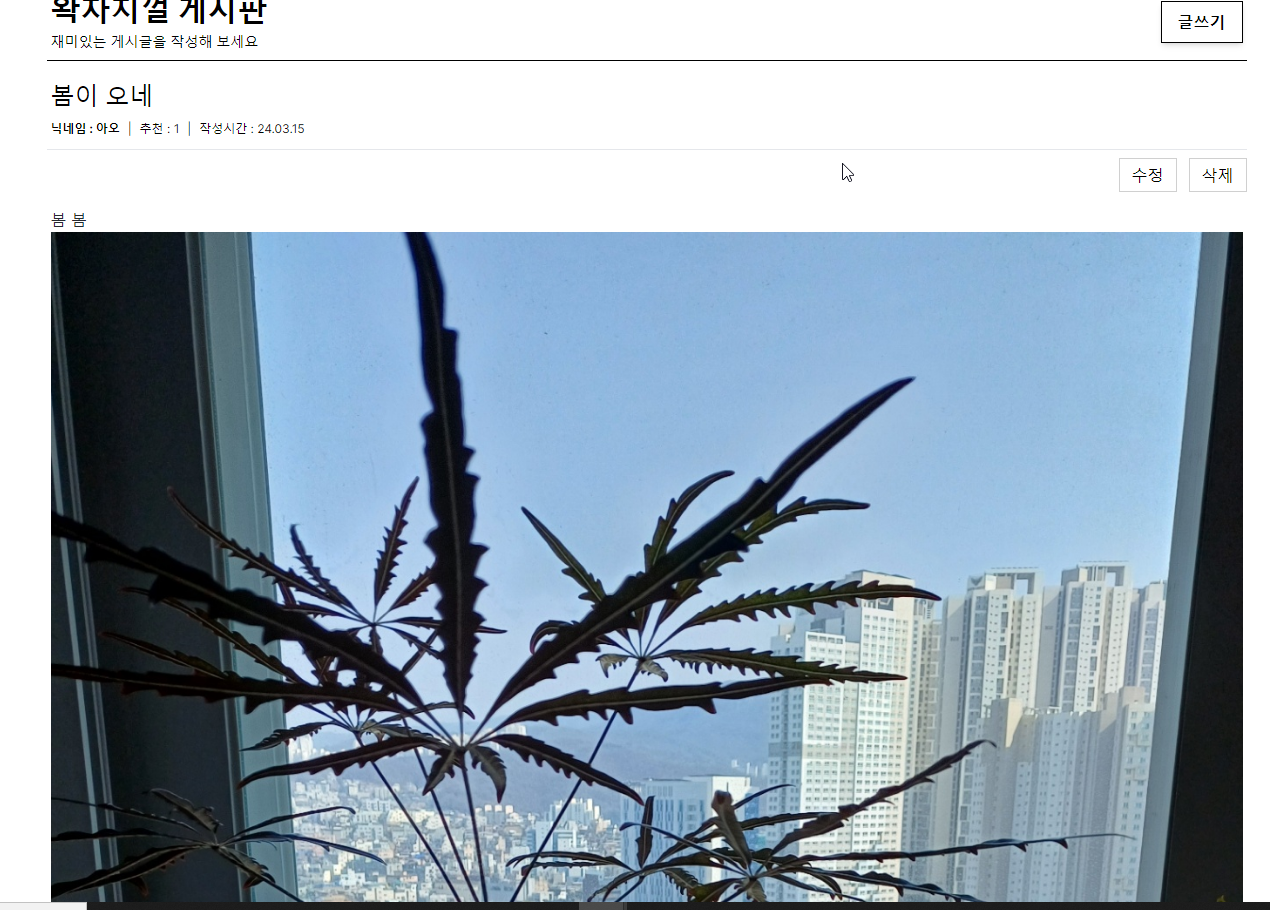 왁자지껄 게시판
재미있는 게시글을 작성해 보세요
글쓰기
봄이 오네
닉네임 : 아오 | 추천 : 1 | 작성시간 : 24.03.15
수정 삭제
봄 봄